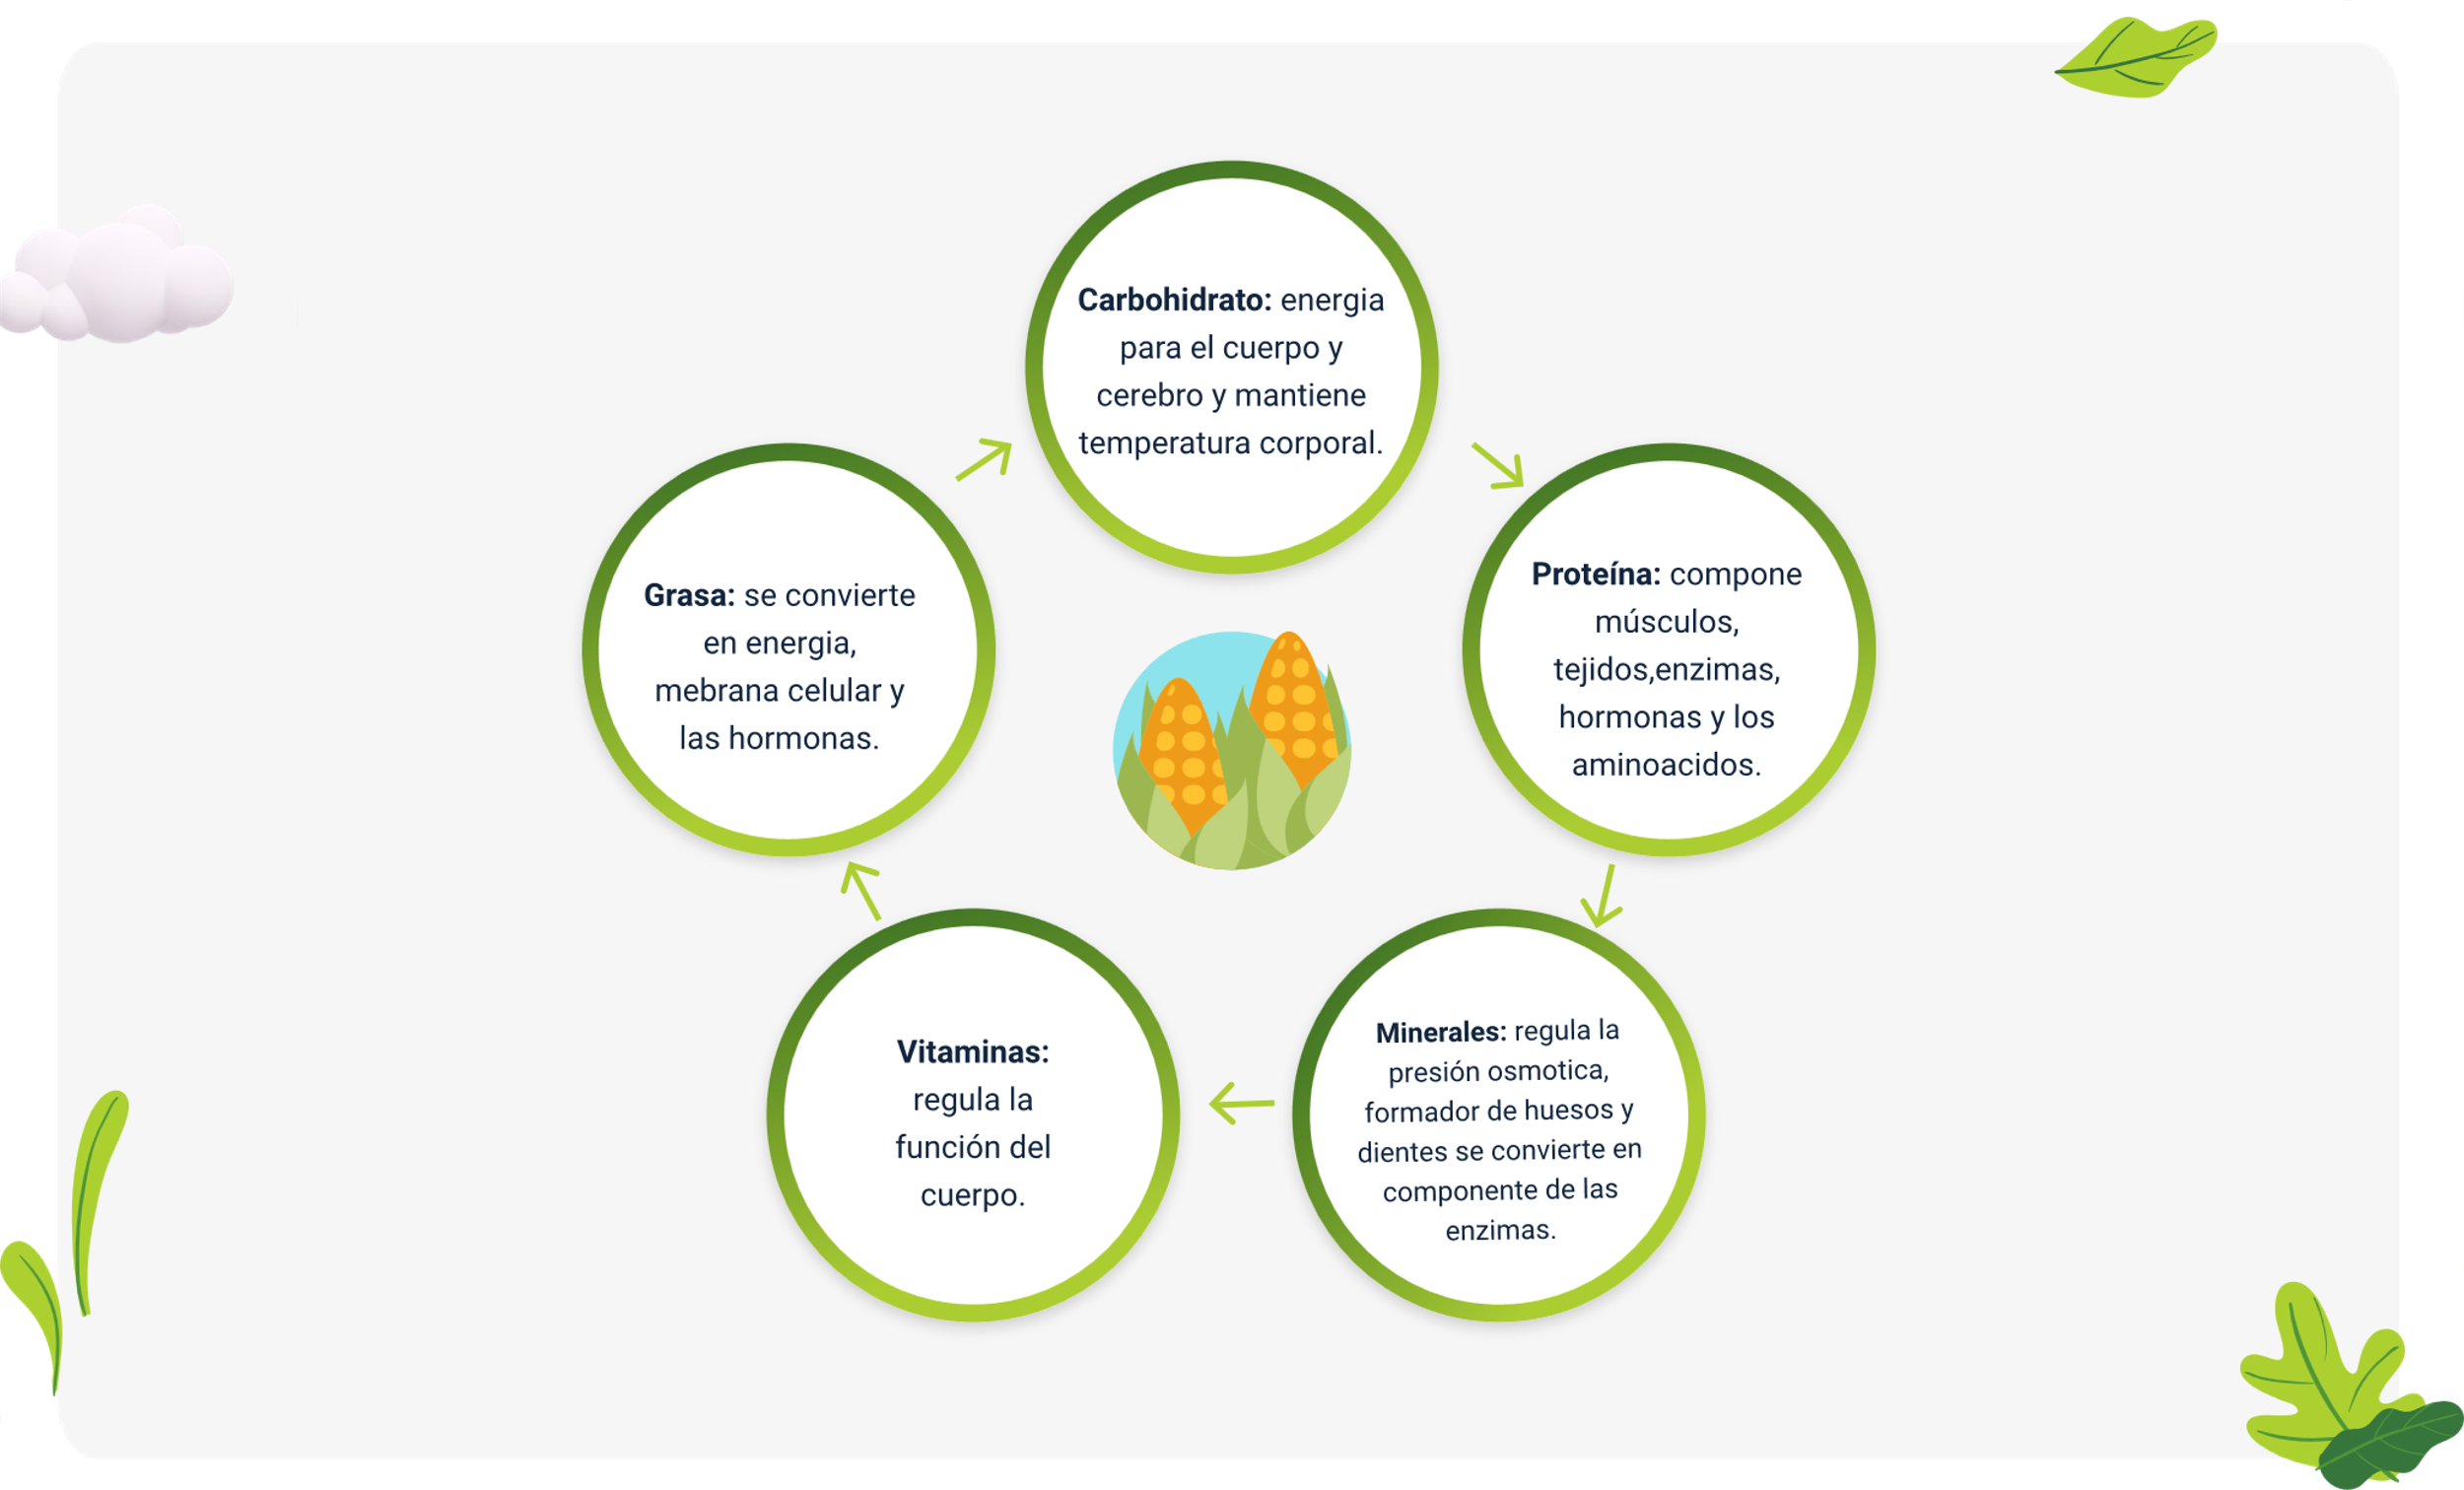 Carbohidrato: energia
para el cuerpo y
cerebro y mantiene
temperatura corporal.
Proteína: compone
músculos,
tejidos,enzimas,
hormonas y los
aminoacidos.
Minerales: regula la
presión osmotica,
formador de huesos y
dientes se convierte en
componente de las
enzimas.
Vitaminas:
regula la
función del
cuerpo.
Grasa: se convierte
en energia,
mebrana celular y
las hormonas.